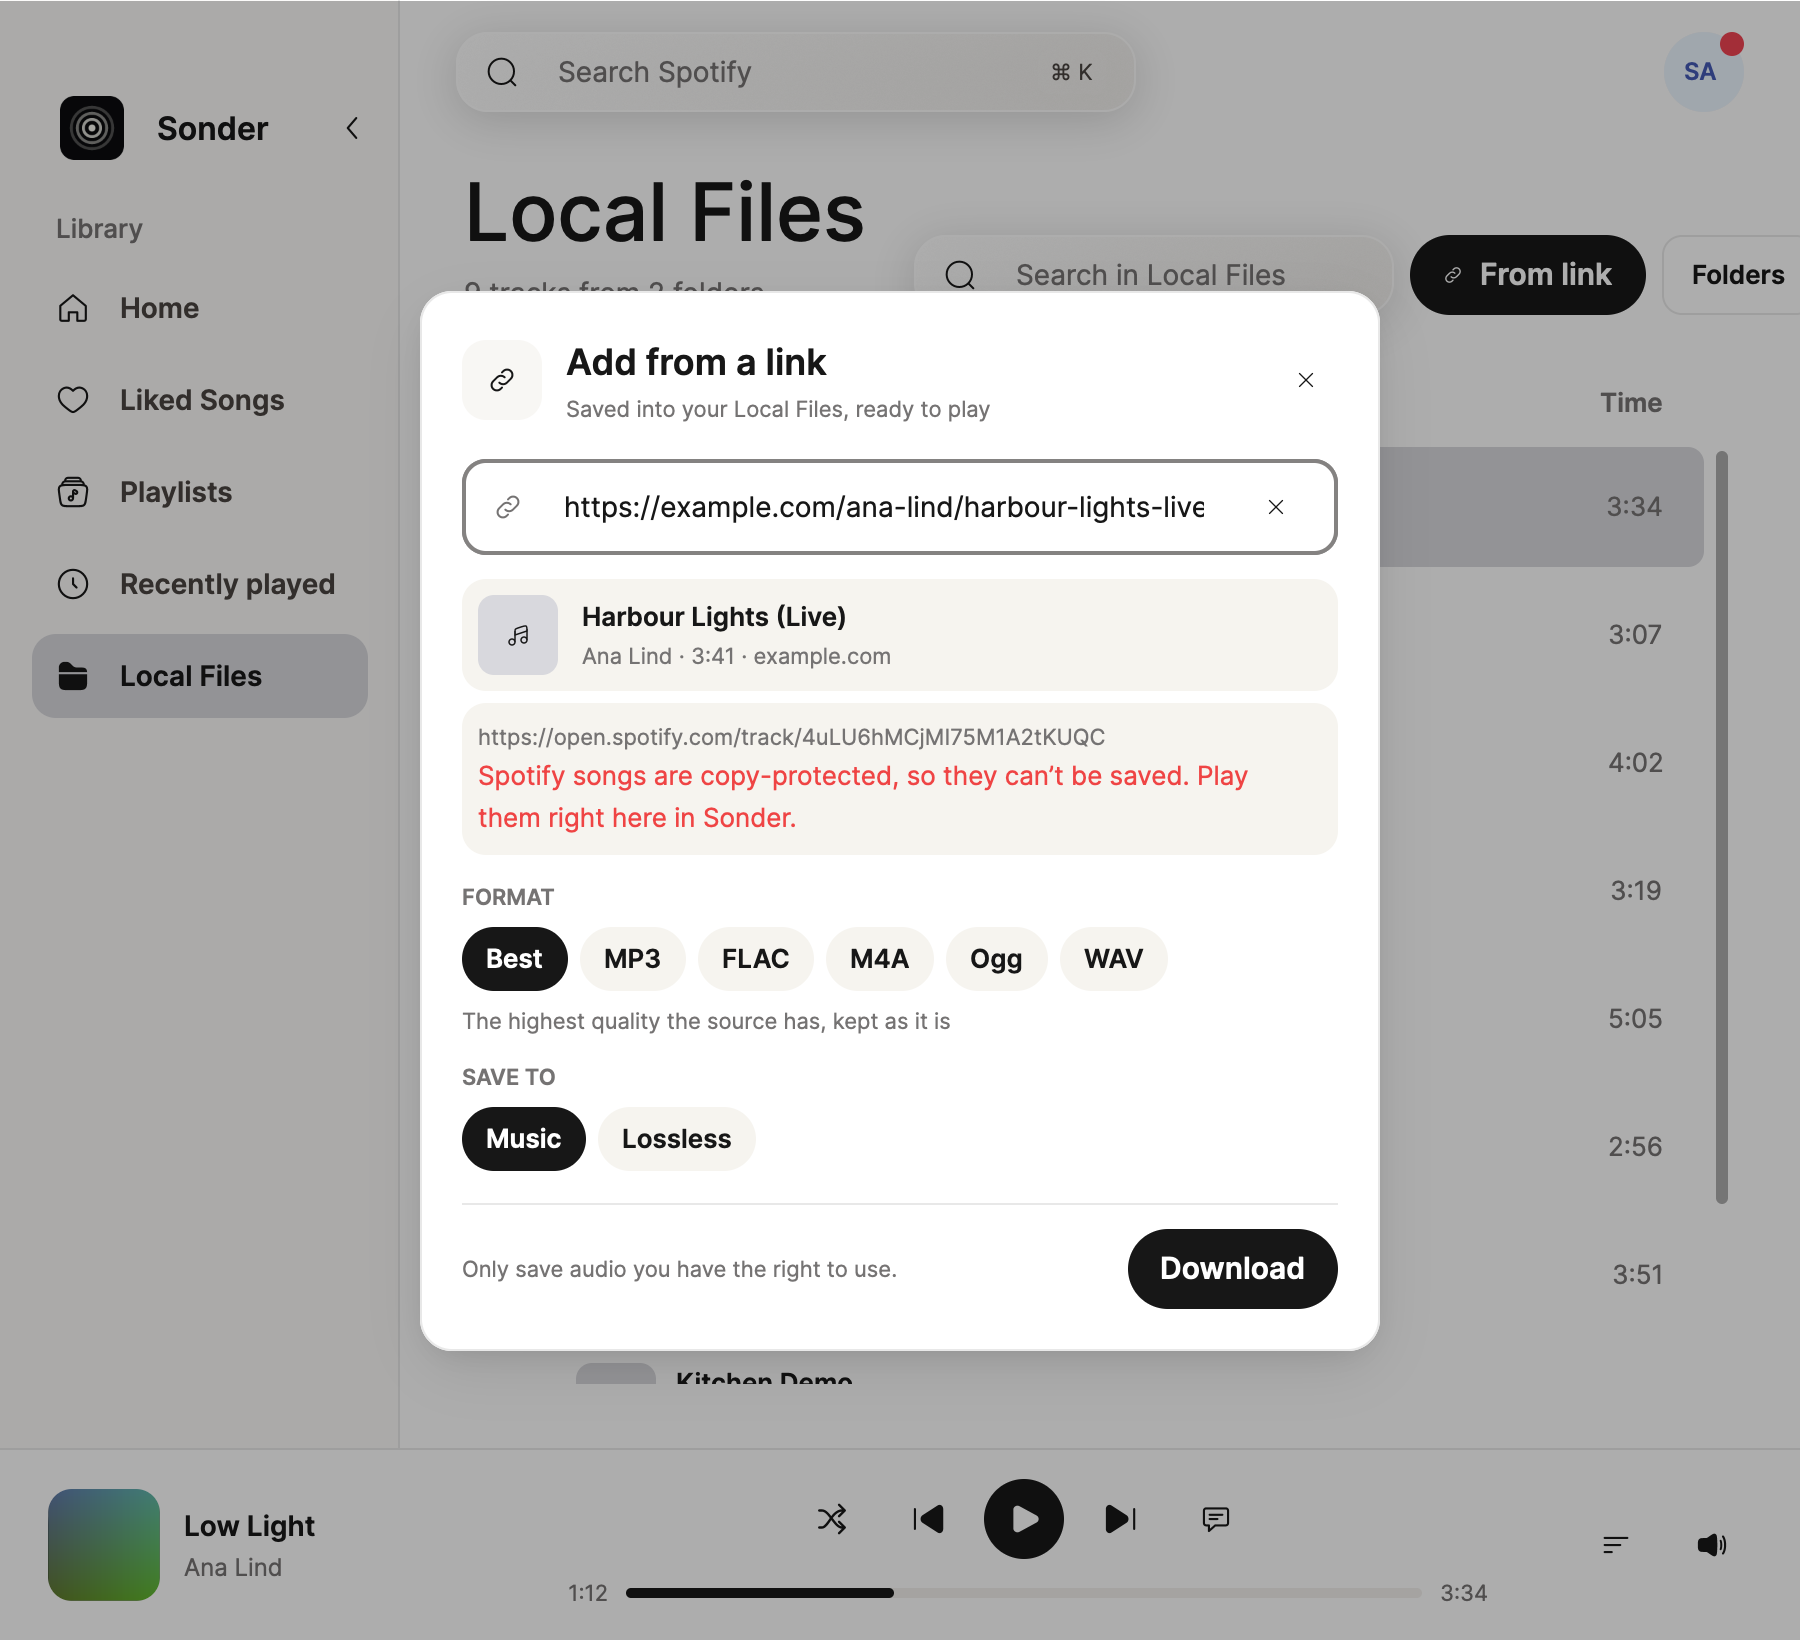 Search Spotify
⌘ K
SA
Sonder
Library
Home
Liked Songs
Playlists
Recently played
Local Files
Local Files
9 tracks from 2 folders
Search in Local Files
From link
Folders
Time
3:34
3:07
4:02
3:19
5:05
2:56
3:51
Add from a link
Saved into your Local Files, ready to play
https://example.com/ana-lind/harbour-lights-live
Harbour Lights (Live)
Ana Lind · 3:41 · example.com
https://open.spotify.com/track/4uLU6hMCjMI75M1A2tKUQC
Spotify songs are copy-protected, so they can’t be saved. Play
them right here in Sonder.
FORMAT
Best
MP3
FLAC
M4A
Ogg
WAV
The highest quality the source has, kept as it is
SAVE TO
Music
Lossless
Only save audio you have the right to use.
Download
Kitchen Demo
Low Light
Ana Lind
1:12
3:34